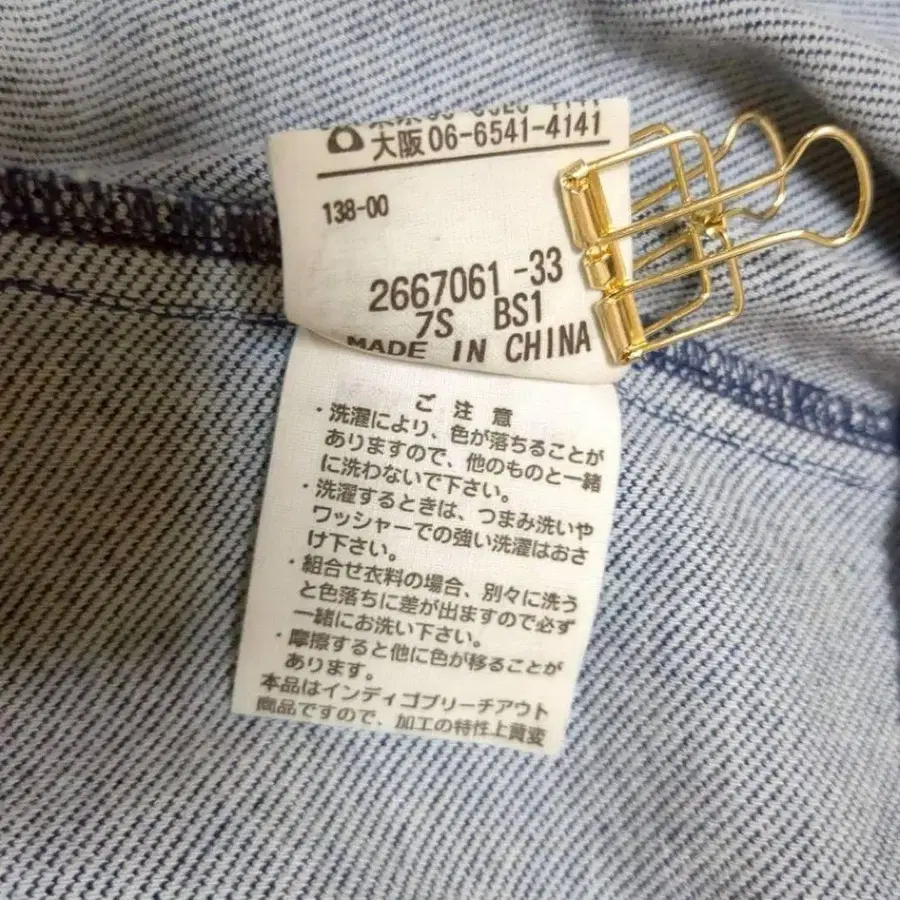 大阪 06-6541-4141
138-00
2667061 -33
7S BS1
MADE IN CHINA
ご 注 意
・洗濯により、色が落ちることが
ありますので、他のものと一緒
に洗わないで下さい。
・洗濯するときは、つまみ洗いや
ワッシャーでの強い洗濯はおさ
け下さい。
・組合せ衣料の場合、別々に洗う
と色落ちに差が出ますので必ず
一緒にお洗い下さい。
・摩擦すると他に色が移ることが
あります。
本品はインディゴブリーチアウト
商品ですので、加工の特性上黄変